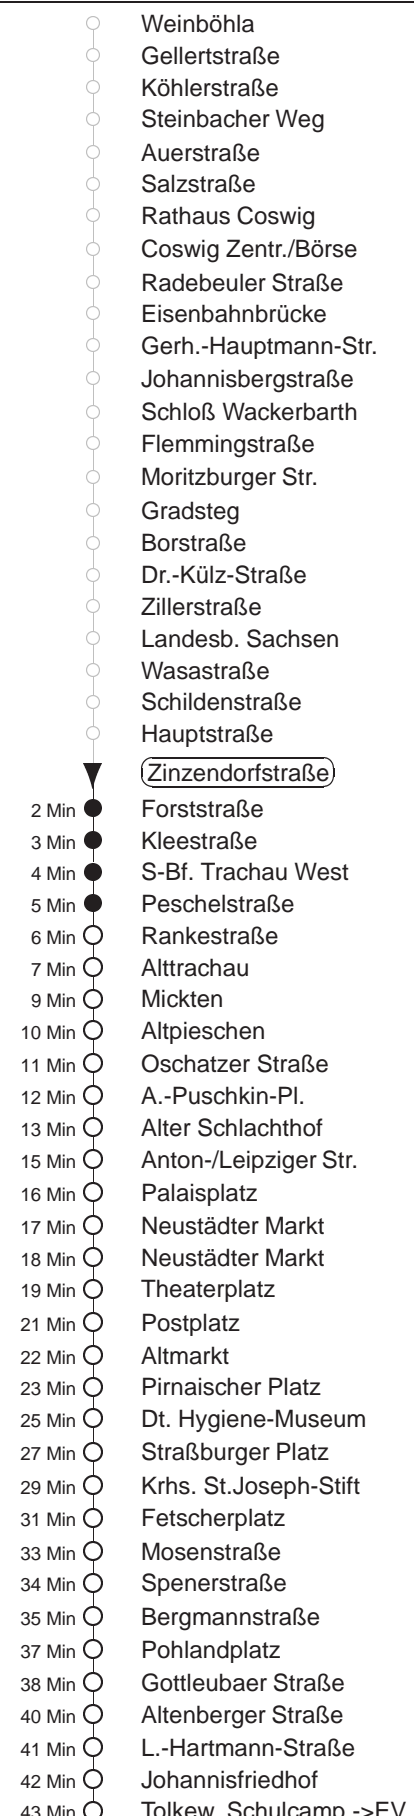 Weinböhla
Gellertstraße
Köhlerstraße
Steinbacher Weg
Auerstraße
Salzstraße
Rathaus Coswig
Coswig Zentr./Börse
Radebeuler Straße
Eisenbahnbrücke
Gerh.-Hauptmann-Str.
Johannisbergstraße
Schloß Wackerbarth
Flemmingstraße
Moritzburger Str.
Gradsteg
Borstraße
Dr.-Külz-Straße
Zillerstraße
Landesb. Sachsen
Wasastraße
Schildenstraße
Hauptstraße
Zinzendorfstraße
2 Min Forststraße
3 Min Kleestraße
4 Min S-Bf. Trachau West
5 Min Peschelstraße
6 Min Rankestraße
7 Min Alttrachau
9 Min Mickten
10 Min Altpieschen
11 Min Oschatzer Straße
12 Min A.-Puschkin-Pl.
13 Min Alter Schlachthof
15 Min Anton-/Leipziger Str.
16 Min Palaisplatz
17 Min Neustädter Markt
18 Min Neustädter Markt
19 Min Theaterplatz
21 Min Postplatz
22 Min Altmarkt
23 Min Pirnaischer Platz
25 Min Dt. Hygiene-Museum
27 Min Straßburger Platz
29 Min Krhs. St.Joseph-Stift
31 Min Fetscherplatz
33 Min Mosenstraße
34 Min Spenerstraße
35 Min Bergmannstraße
37 Min Pohlandplatz
38 Min Gottleubaer Straße
40 Min Altenberger Straße
41 Min L.-Hartmann-Straße
42 Min Johannisfriedhof
43 Min Tolkew. Schulcamp ->EV